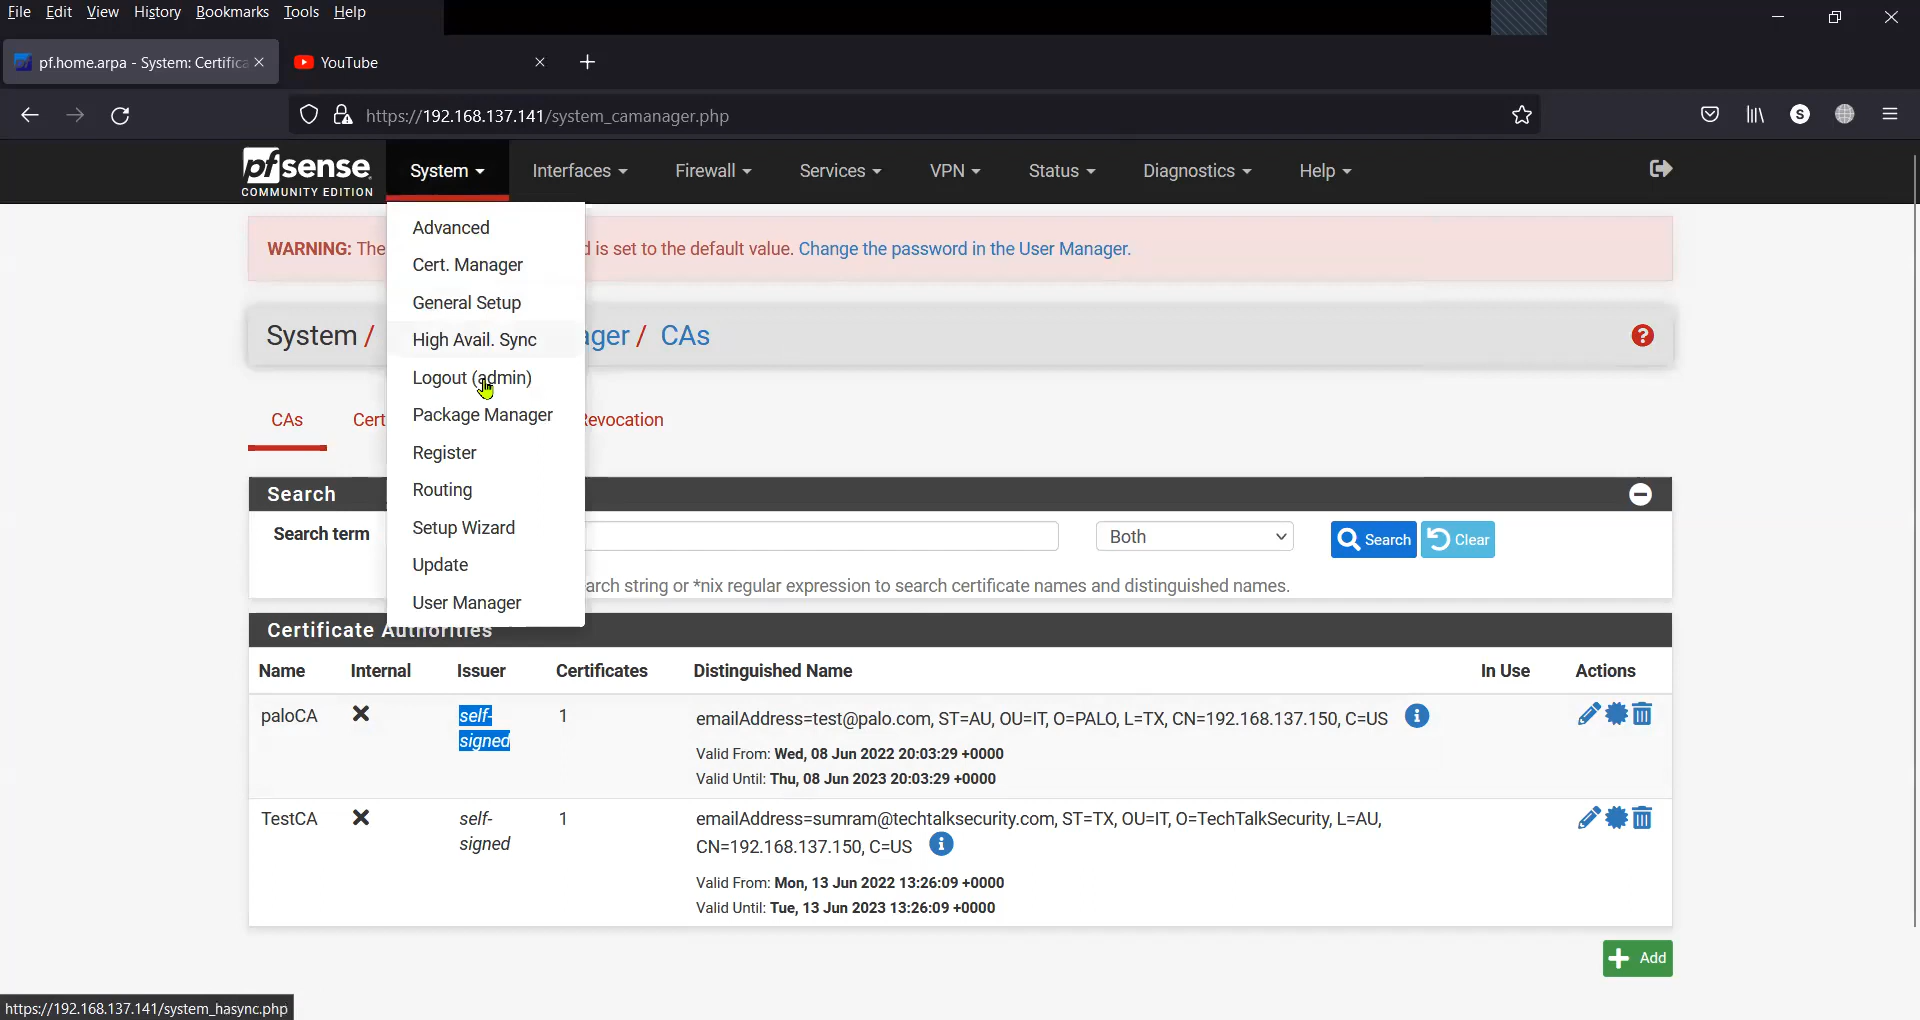 File Edit View History Bookmarks Tools Help
pf.home.arpa - System: Certifica
YouTube
https://192.168.137.141/system_camanager.php
S
pfsense
COMMUNITY EDITION
System Interfaces Firewall Services VPN Status Diagnostics Help
Advanced
WARNING: The d is set to the default value. Change the password in the User Manager.
Cert. Manager
General Setup
System / ager / CAs
High Avail. Sync
Logout (admin)
Package Manager
CAs Cert Revocation
Register
Routing
Search
Setup Wizard
Search term Both Search Clear
Update
arch string or *nix regular expression to search certificate names and distinguished names.
User Manager
Certificate Authorities
Name Internal Issuer Certificates Distinguished Name In Use Actions
paloCA self- 1 emailAddress=test@palo.com, ST=AU, OU=IT, O=PALO, L=TX, CN=192.168.137.150, C=US
signed
Valid From: Wed, 08 Jun 2022 20:03:29 +0000
Valid Until: Thu, 08 Jun 2023 20:03:29 +0000
TestCA self- 1 emailAddress=sumram@techtalksecurity.com, ST=TX, OU=IT, O=TechTalkSecurity, L=AU,
signed CN=192.168.137.150, C=US
Valid From: Mon, 13 Jun 2022 13:26:09 +0000
Valid Until: Tue, 13 Jun 2023 13:26:09 +0000
Add
https://192.168.137.141/system_hasync.php